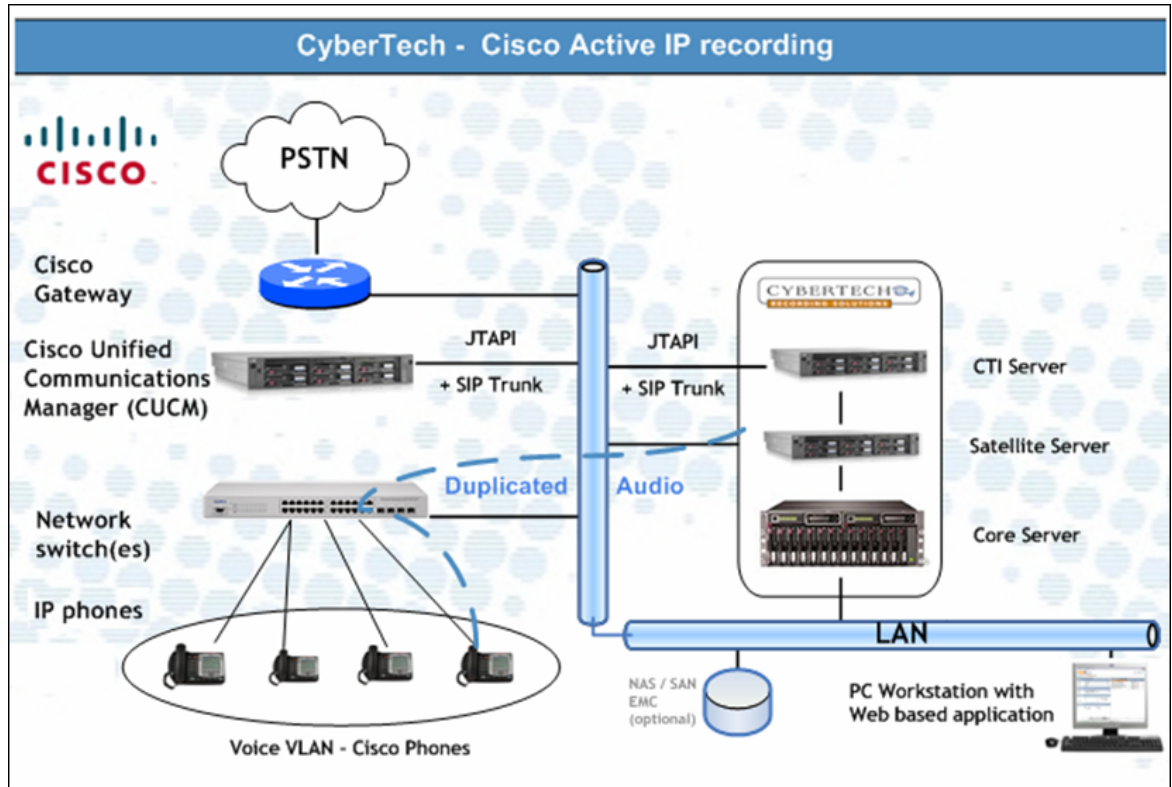 CyberTech - Cisco Active IP recording
CISCO
PSTN
Cisco
Gateway
CYBERTECH
RECORDING SOLUTIONS
Cisco Unified
Communications
Manager (CUCM)
JTAPI
+ SIP Trunk
JTAPI
+ SIP Trunk
CTI Server
Satellite Server
Duplicated Audio
Network
switch(es)
Core Server
IP phones
LAN
NAS / SAN
EMC
(optional)
PC Workstation with
Web based application
Voice VLAN - Cisco Phones